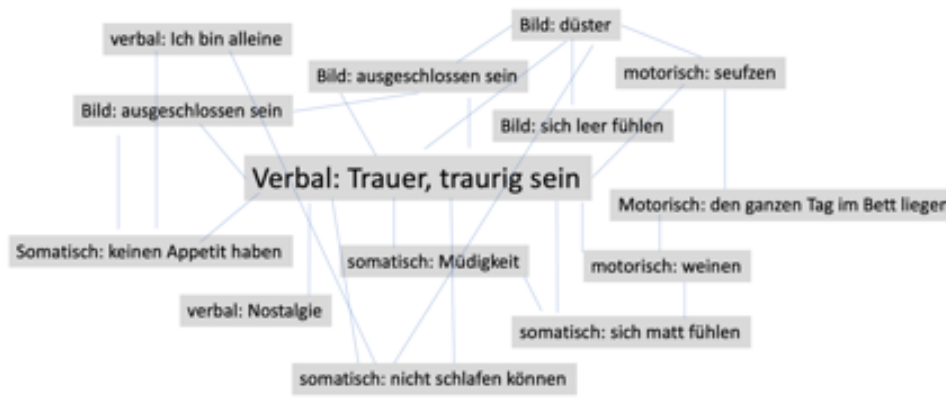 Bild: düster
verbal: Ich bin alleine
Bild: ausgeschlossen sein
motorisch: seufzen
Bild: ausgeschlossen sein
Bild: sich leer fühlen
Verbal: Trauer, traurig sein
Motorisch: den ganzen Tag im Bett liegen
Somatisch: keinen Appetit haben
somatisch: Müdigkeit
motorisch: weinen
verbal: Nostalgie
somatisch: sich matt fühlen
somatisch: nicht schlafen können